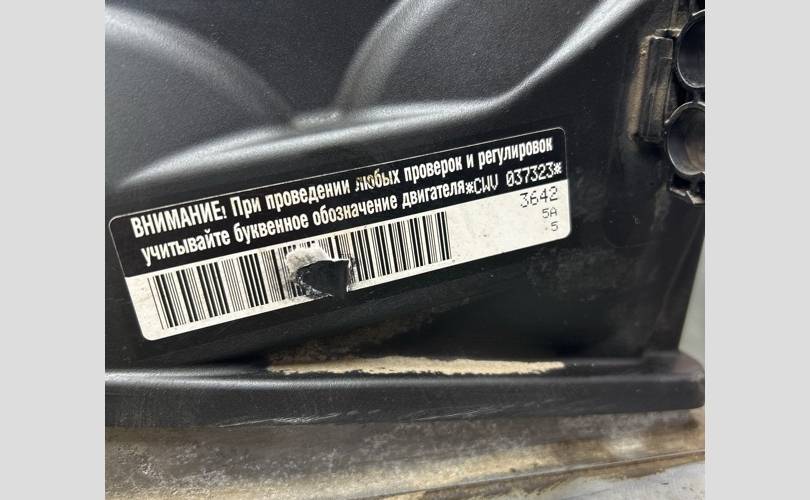 ВНИМАНИЕ: При проведении любых проверок и регулировок
учитывайте буквенное обозначение двигателя*CWV 037323*
3642
5A
5